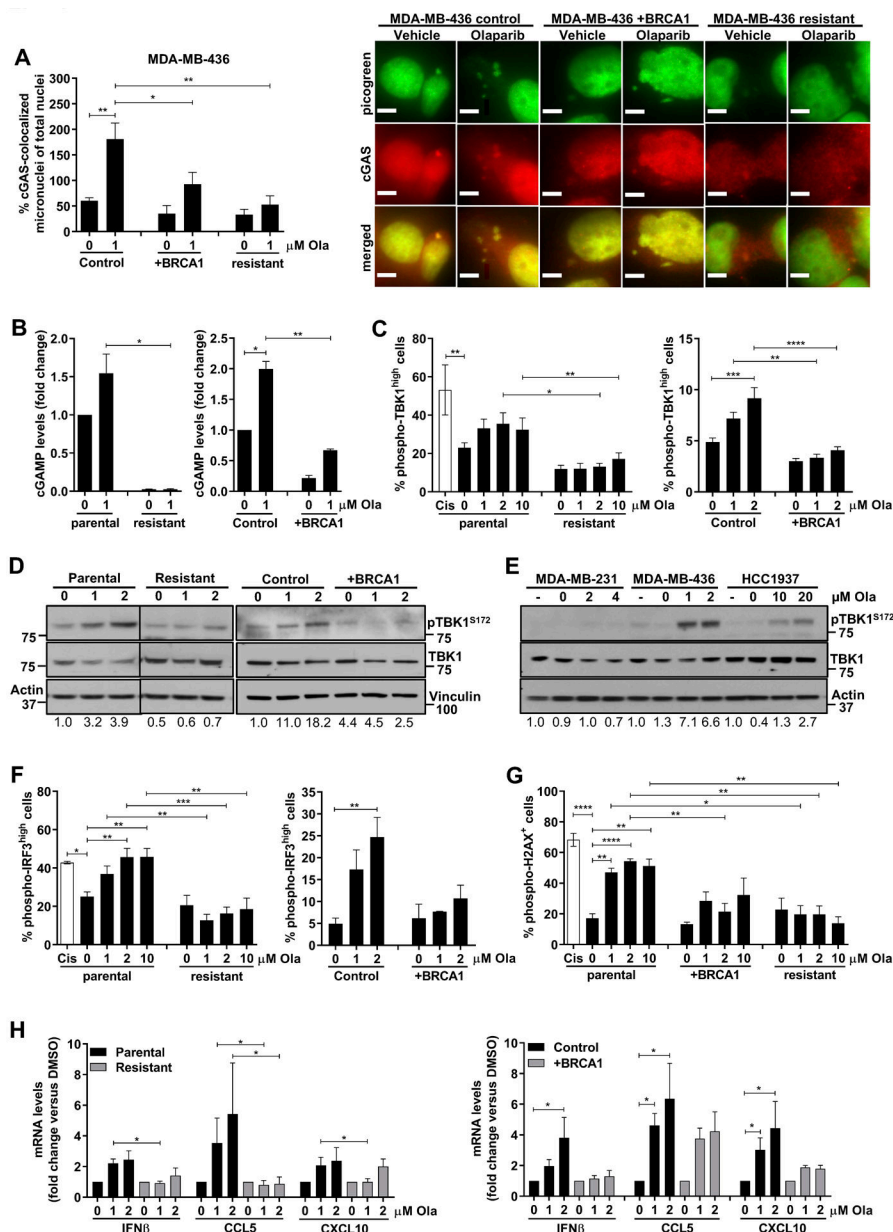 A
MDA-MB-436
% cGAS-colocalized
micronuclei of total nuclei
300
250
200
150
100
50
0
**
**
*
0 1 0 1 0 1 μM Ola
Control +BRCA1 resistant
MDA-MB-436 control MDA-MB-436 +BRCA1 MDA-MB-436 resistant
Vehicle Olaparib Vehicle Olaparib Vehicle Olaparib
picogreen
cGAS
merged
B
cGAMP levels (fold change)
2.0
1.5
1.0
0.5
0.0
*
0 1 0 1 μM Ola
parental resistant
cGAMP levels (fold change)
2.5
2.0
1.5
1.0
0.5
0.0
**
*
0 1 0 1 μM Ola
Control +BRCA1
C
% phospho-TBK1high cells
80
60
40
20
0
**
**
*
Cis 0 1 2 10 0 1 2 10 μM Ola
parental resistant
% phospho-TBK1high cells
15
10
5
0
****
**
***
0 1 2 0 1 2 μM Ola
Control +BRCA1
D
Parental Resistant Control +BRCA1
0 1 2 0 1 2 0 1 2 0 1 2 μM Ola
pTBK1S172
75
75
TBK1
75
75
Actin
37
Vinculin
100
1.0 3.2 3.9 0.5 0.6 0.7 1.0 11.0 18.2 4.4 4.5 2.5
E
MDA-MB-231 MDA-MB-436 HCC1937
- 0 2 4 - 0 1 2 - 0 10 20 μM Ola
pTBK1S172
75
TBK1
75
Actin
37
1.0 0.9 1.0 0.7 1.0 1.3 7.1 6.6 1.0 0.4 1.3 2.7
F
% phospho-IRF3high cells
80
60
40
20
0
**
***
**
**
*
**
Cis 0 1 2 10 0 1 2 10 μM Ola
parental resistant
% phospho-IRF3high cells
35
30
25
20
15
10
5
0
**
0 1 2 0 1 2 μM Ola
Control +BRCA1
G
% phospho-H2AX+ cells
100
80
60
40
20
0
**
**
*
****
**
**
****
**
Cis 0 1 2 10 0 1 2 10 0 1 2 10 μM Ola
parental +BRCA1 resistant
H
mRNA levels
(fold change versus DMSO)
10
8
6
4
2
0
Parental
Resistant
*
*
*
*
0 1 2 0 1 2 0 1 2 0 1 2 0 1 2 0 1 2 μM Ola
IFNβ CCL5 CXCL10
mRNA levels
(fold change versus DMSO)
10
8
6
4
2
0
Control
+BRCA1
*
*
*
*
*
0 1 2 0 1 2 0 1 2 0 1 2 0 1 2 0 1 2 μM Ola
IFNβ CCL5 CXCL10